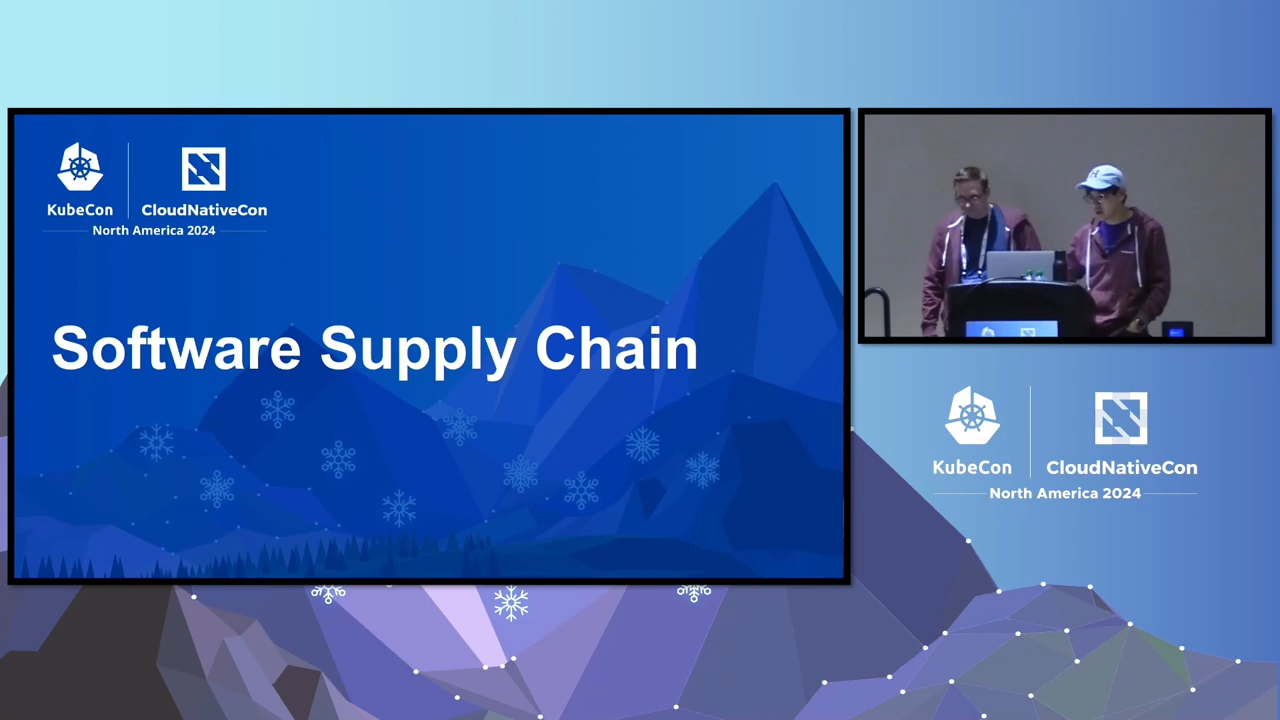 KubeCon
CloudNativeCon
North America 2024
Software Supply Chain
H
KubeCon
CloudNativeCon
North America 2024